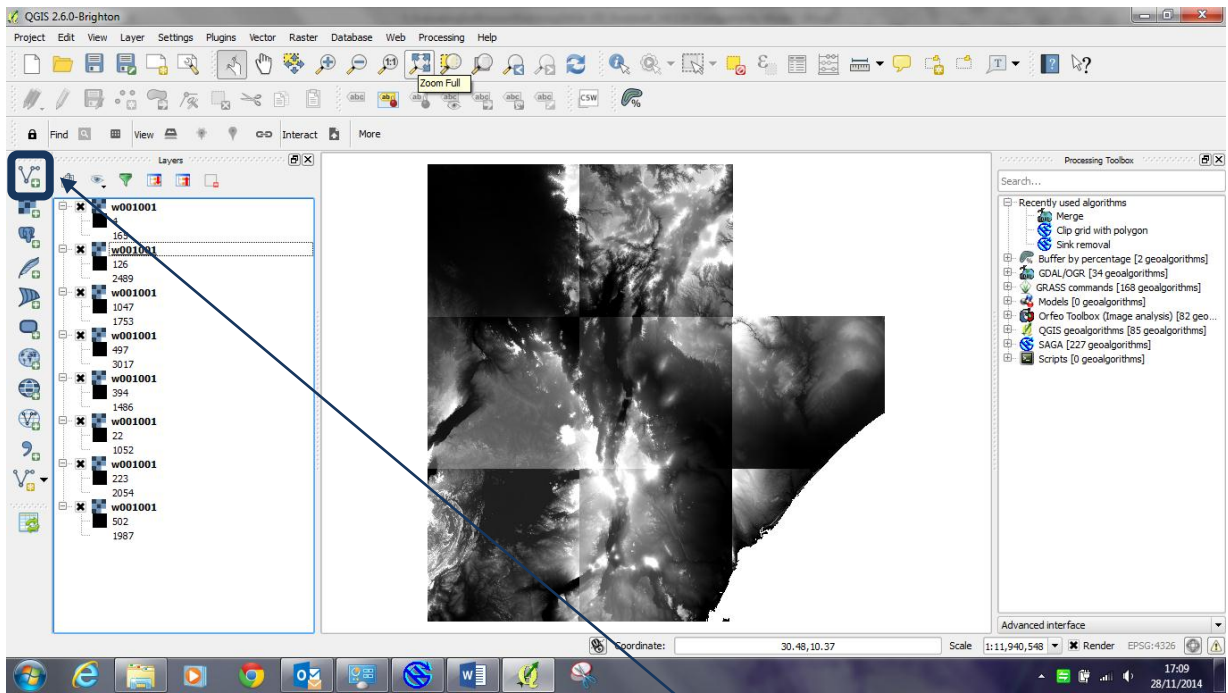 QGIS 2.6.0-Brighton
Project Edit View Layer Settings Plugins Vector Raster Database Web Processing Help
Zoom Full
abc abc abc abc abc CSW
Find View Interact More
Layers
w001001
165
w001001
126
2489
w001001
1047
1753
w001001
497
3017
w001001
394
1486
w001001
22
1052
w001001
223
2054
w001001
502
1987
Processing Toolbox
Search...
Recently used algorithms
Merge
Clip grid with polygon
Sink removal
Buffer by percentage [2 geoalgorithms]
GDAL/OGR [34 geoalgorithms]
GRASS commands [168 geoalgorithms]
Models [0 geoalgorithms]
Orfeo Toolbox (Image analysis) [82 geo...
QGIS geoalgorithms [85 geoalgorithms]
SAGA [227 geoalgorithms]
Scripts [0 geoalgorithms]
Advanced interface
Coordinate: 30.48,10.37 Scale 1:11,940,548 Render EPSG:4326
17:09
28/11/2014